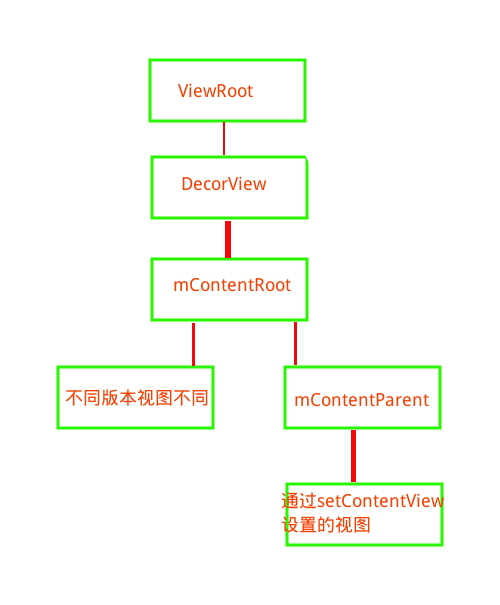 ViewRoot
DecorView
mContentRoot
不同版本视图不同
mContentParent
通过setContentView
设置的视图